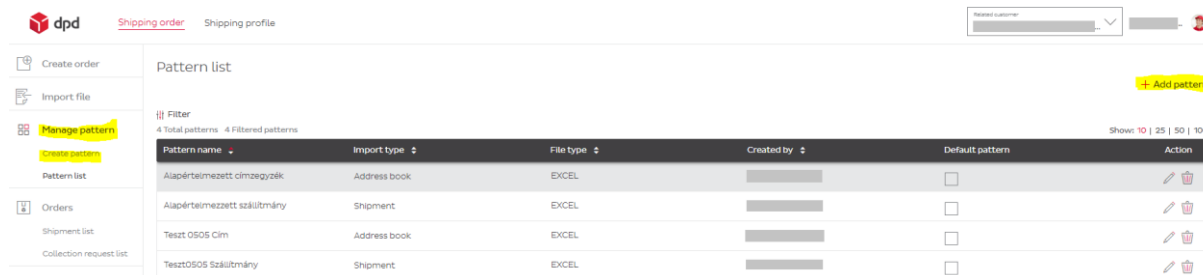 dpd
Shipping order Shipping profile
Related customer
Create order
Import file
Manage pattern
Create pattern
Pattern list
Orders
Shipment list
Collection request list
Pattern list
+ Add pattern
Filter
4 Total patterns 4 Filtered patterns
Show: 10 | 25 | 50 | 10
Pattern name Import type File type Created by Default pattern Action
Alapértelmezett címzegyzék Address book EXCEL
Alapértelmezzett szállítmány Shipment EXCEL
Teszt 0505 Cím Address book EXCEL
Teszt0505 Szállítmány Shipment EXCEL